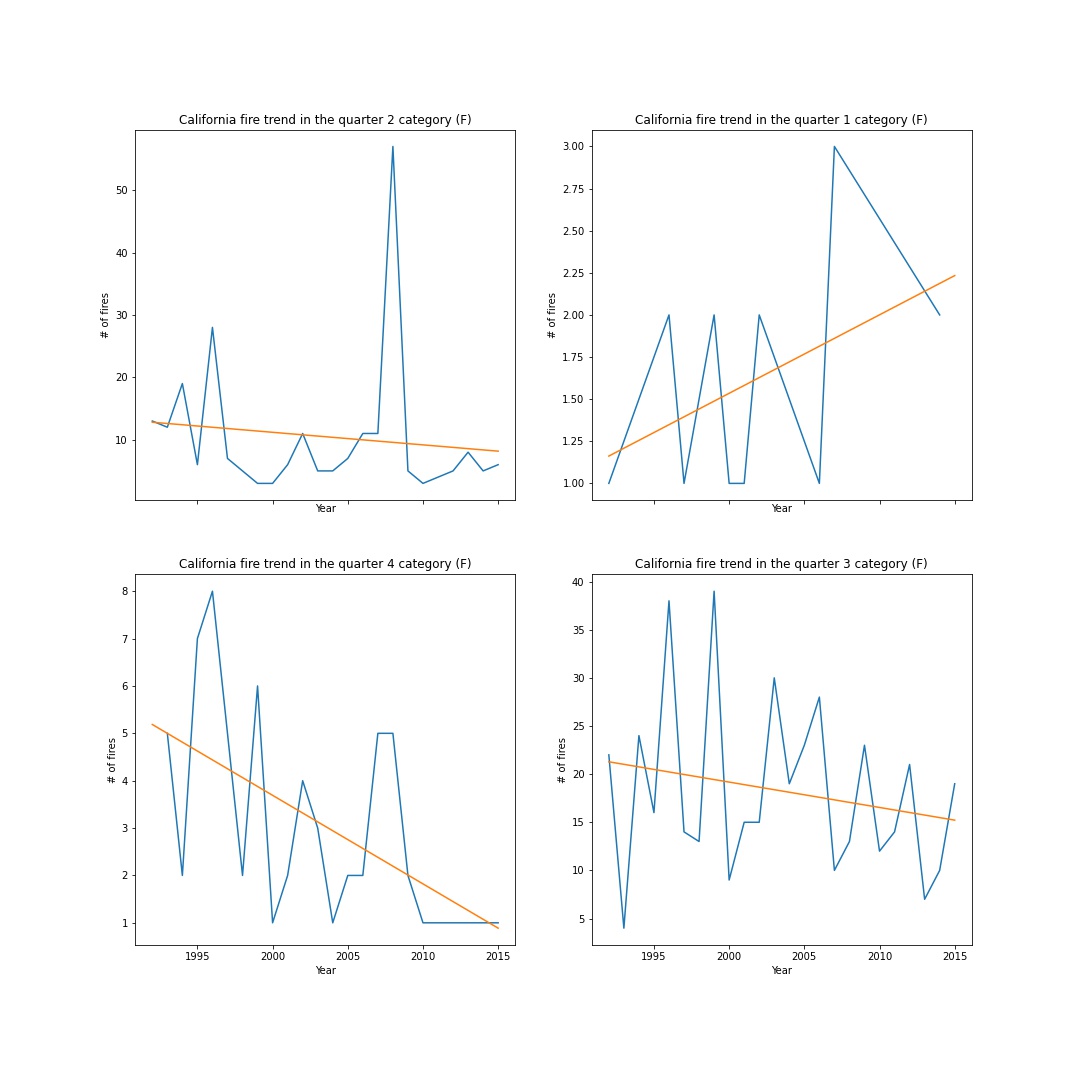 California fire trend in the quarter 2 category (F)
# of fires
50
40
30
20
10
Year
California fire trend in the quarter 1 category (F)
# of fires
3.00
2.75
2.50
2.25
2.00
1.75
1.50
1.25
1.00
Year
California fire trend in the quarter 4 category (F)
# of fires
8
7
6
5
4
3
2
1
1995 2000 2005 2010 2015
Year
California fire trend in the quarter 3 category (F)
# of fires
40
35
30
25
20
15
10
5
1995 2000 2005 2010 2015
Year